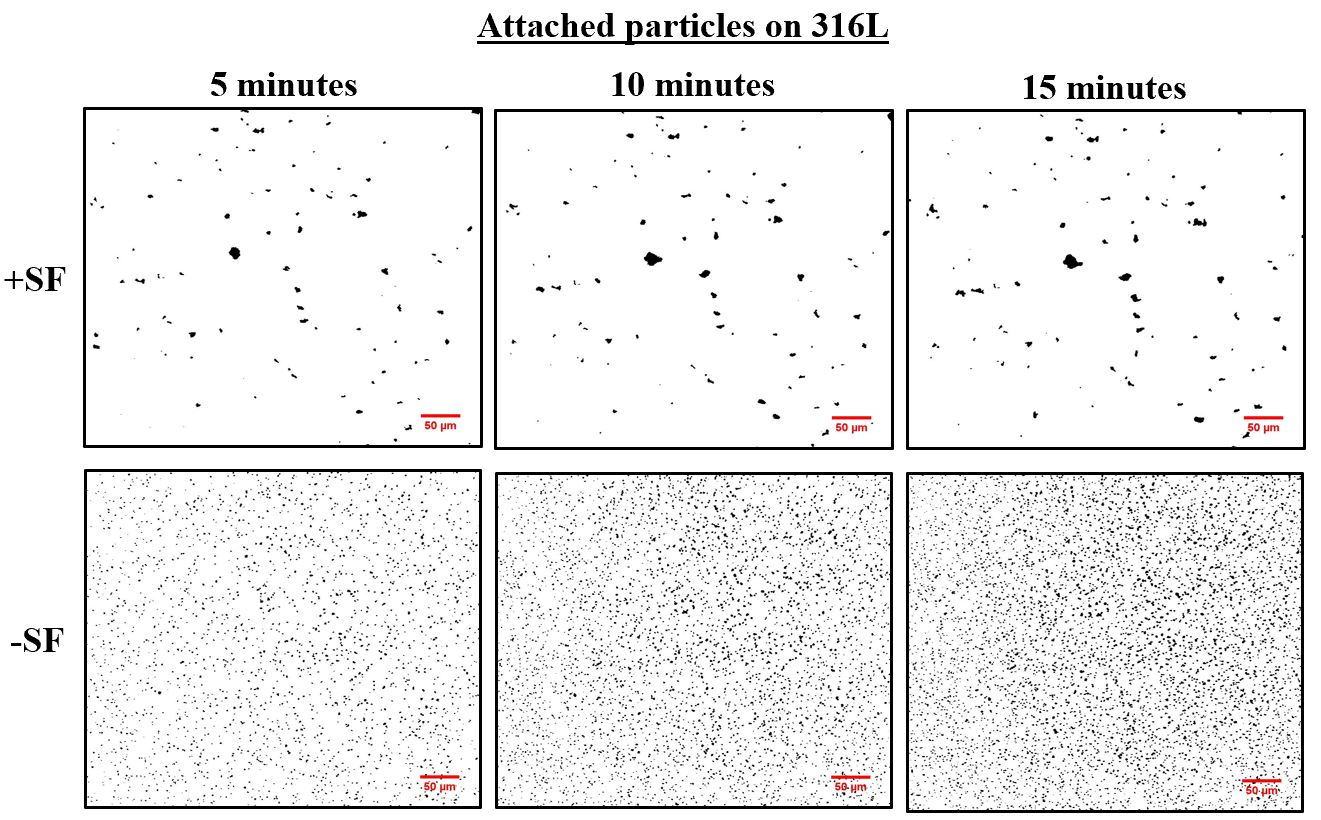 Attached particles on 316L
5 minutes
10 minutes
15 minutes
+SF
50 µm
50 µm
50 µm
-SF
50 µm
50 µm
50 µm